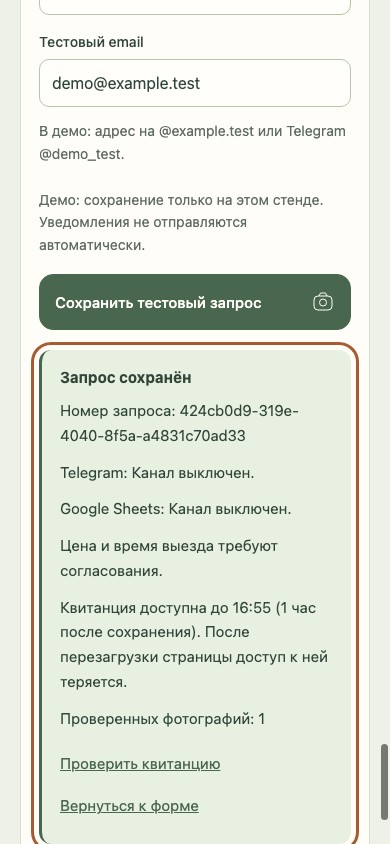 Тестовый email
demo@example.test
В демо: адрес на @example.test или Telegram
@demo_test.
Демо: сохранение только на этом стенде.
Уведомления не отправляются
автоматически.
Сохранить тестовый запрос
Запрос сохранён
Номер запроса: 424cb0d9-319e-
4040-8f5a-a4831c70ad33
Telegram: Канал выключен.
Google Sheets: Канал выключен.
Цена и время выезда требуют
согласования.
Квитанция доступна до 16:55 (1 час
после сохранения). После
перезагрузки страницы доступ к ней
теряется.
Проверенных фотографий: 1
Проверить квитанцию
Вернуться к форме